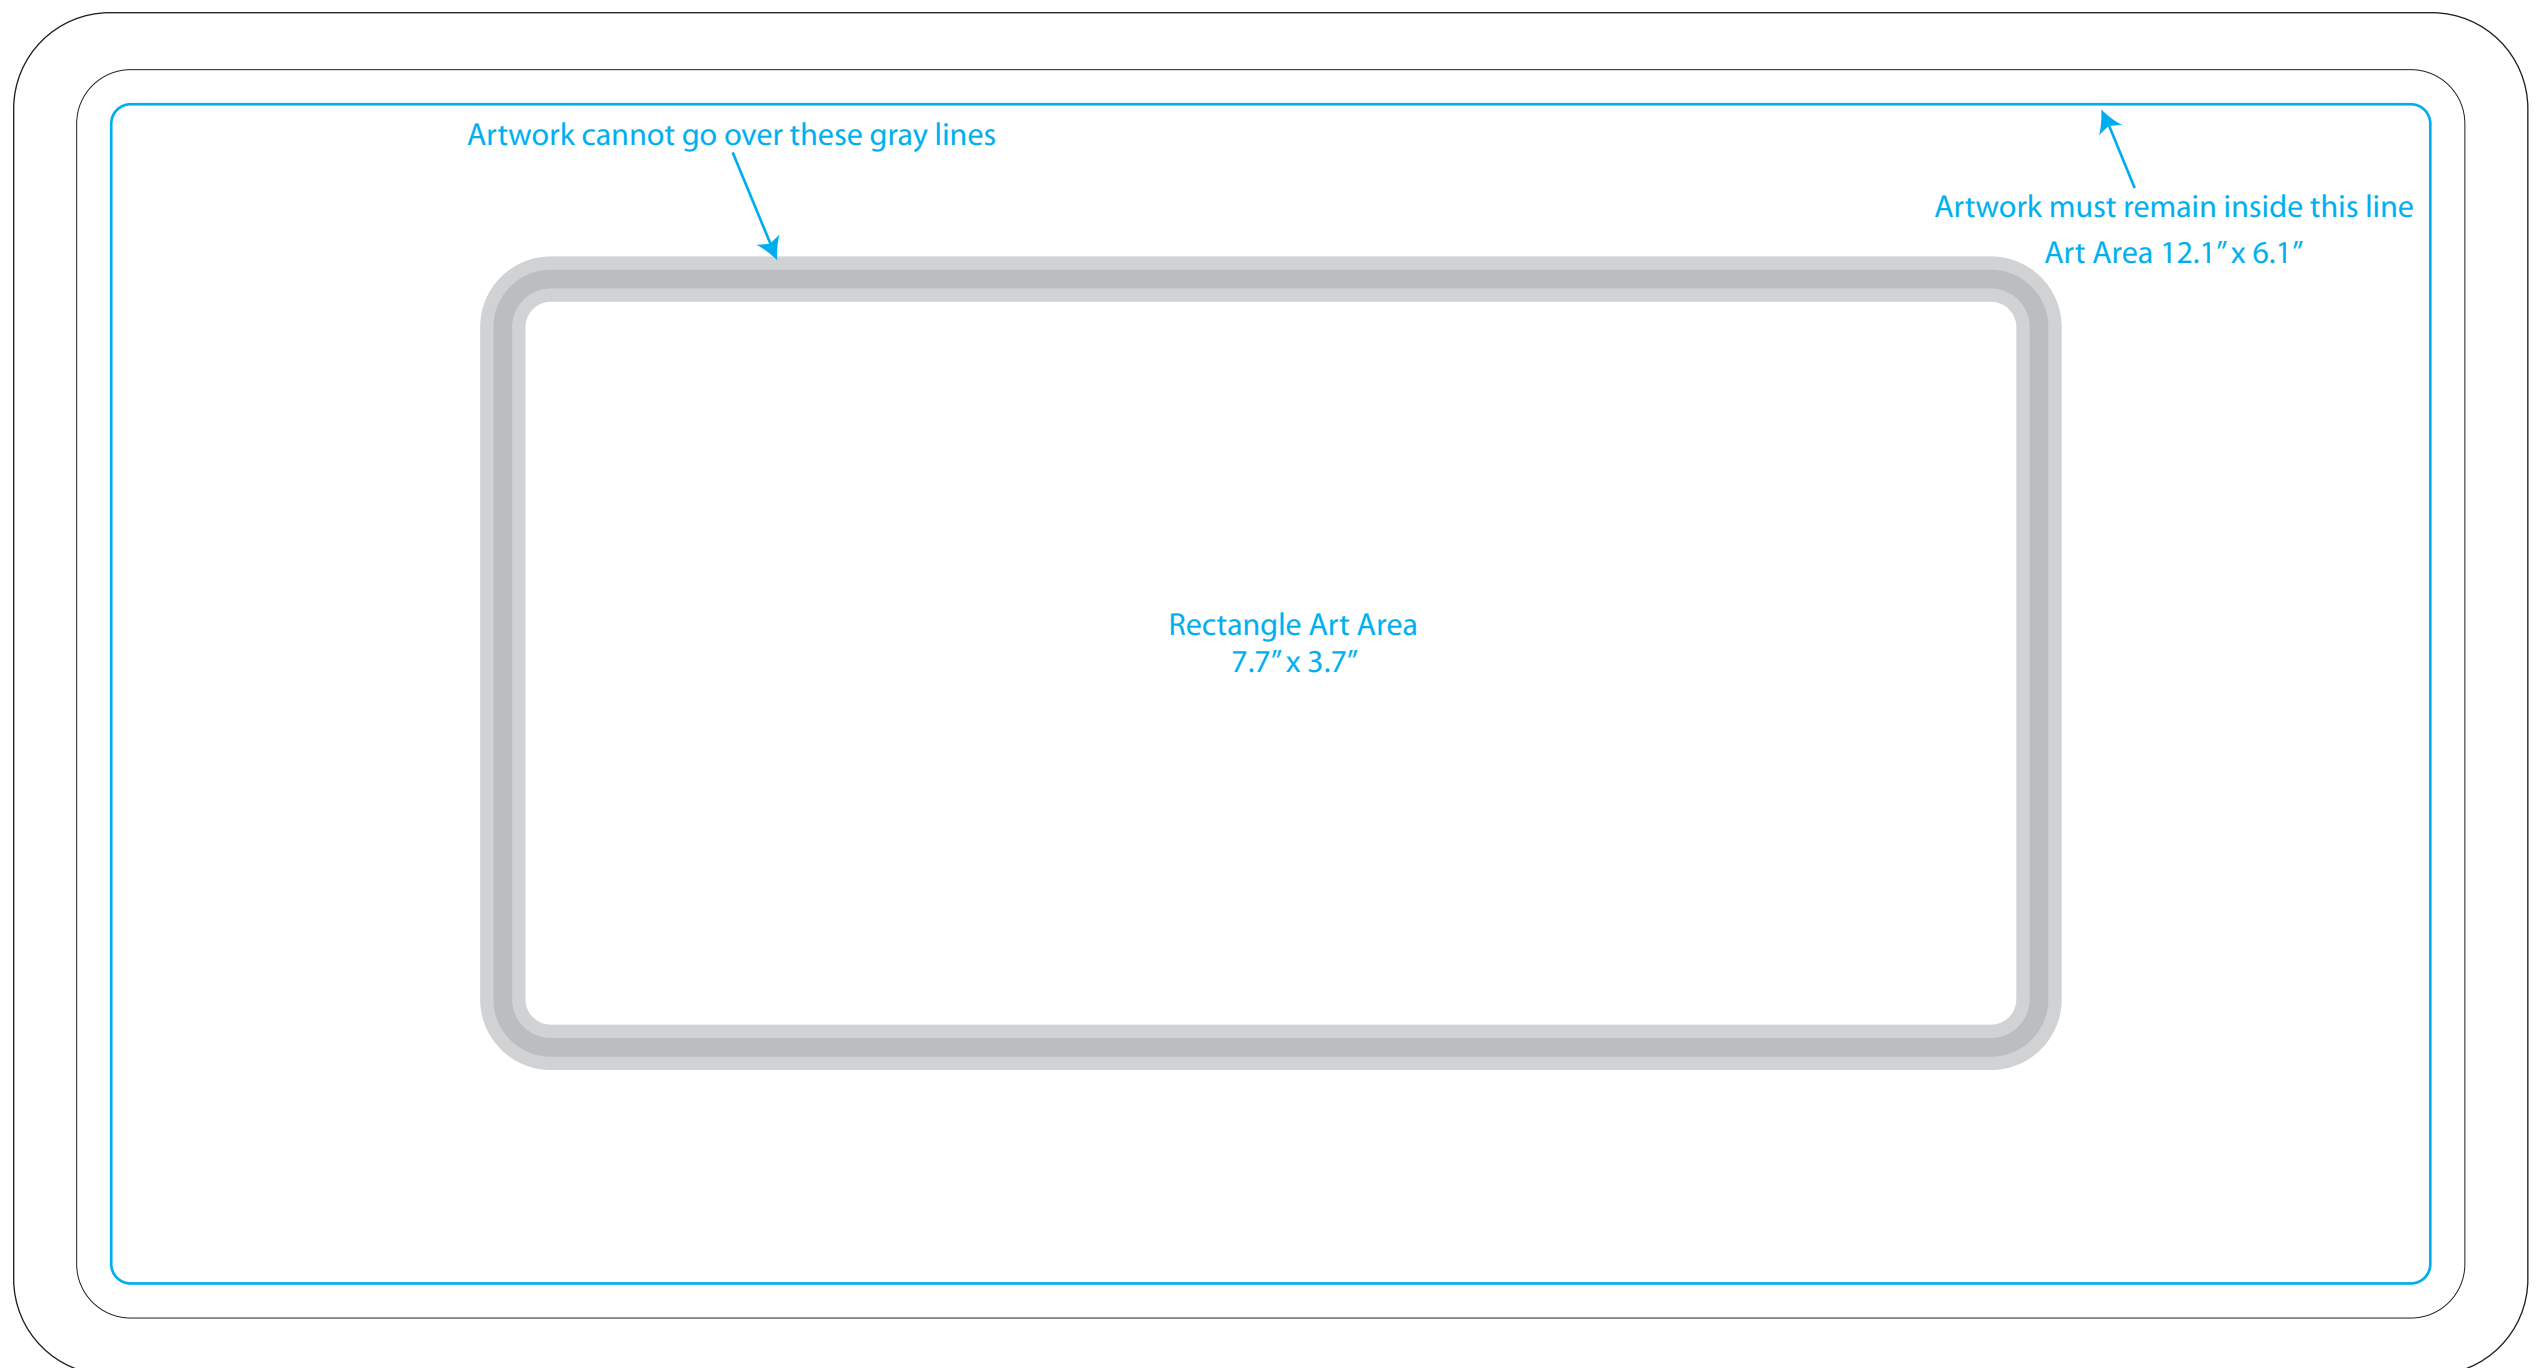 Artwork cannot go over these gray lines
Artwork must remain inside this line
Art Area 12.1” x 6.1”
Rectangle Art Area
7.7” x 3.7”